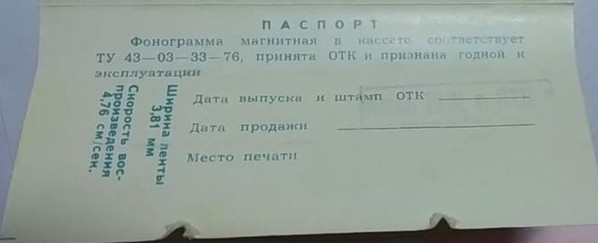 ПАСПОРТ
Фонограмма магнитная в кассете соответствует
ТУ 43—03—33—76, принята ОТК и признана годной к
эксплуатации
Дата выпуска и штамп ОТК
Дата продажи
Место печати
Ширина ленты
3,81 мм
Скорость вос-
произведения
4,76 см/сек.